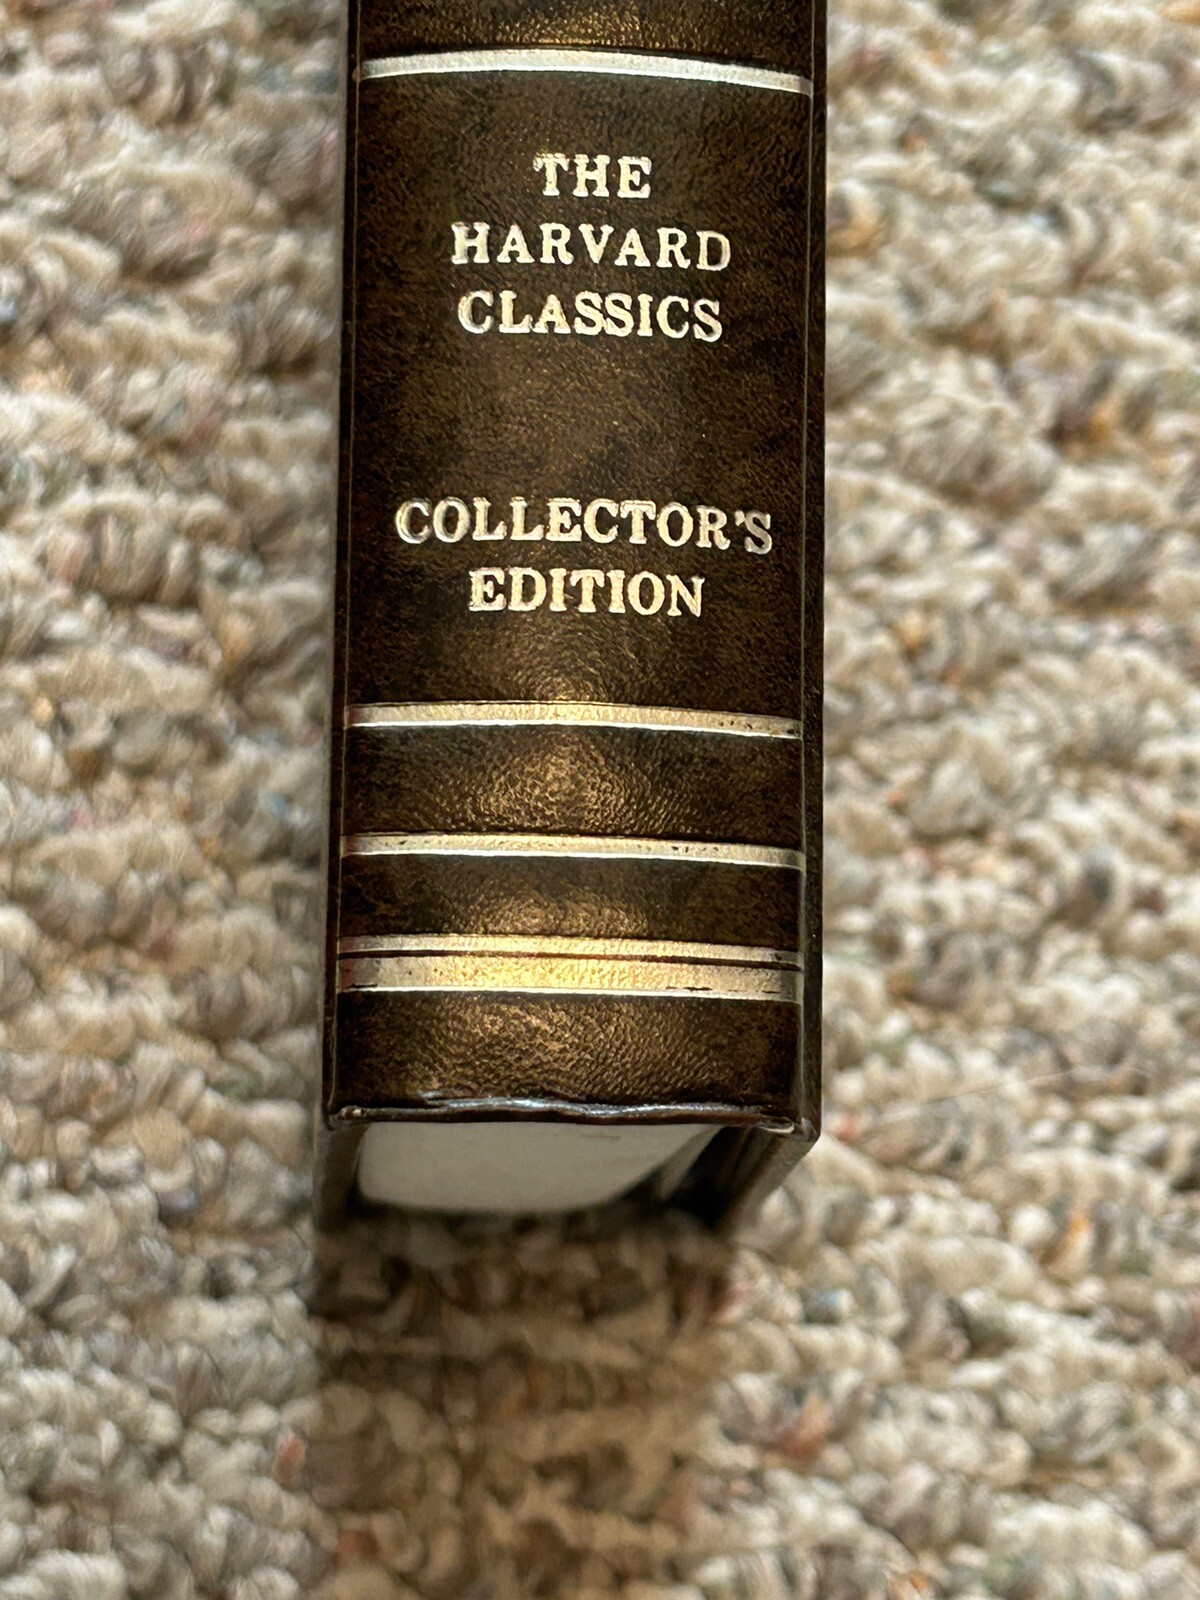 THE
HARVARD
CLASSICS
COLLECTOR'S
EDITION